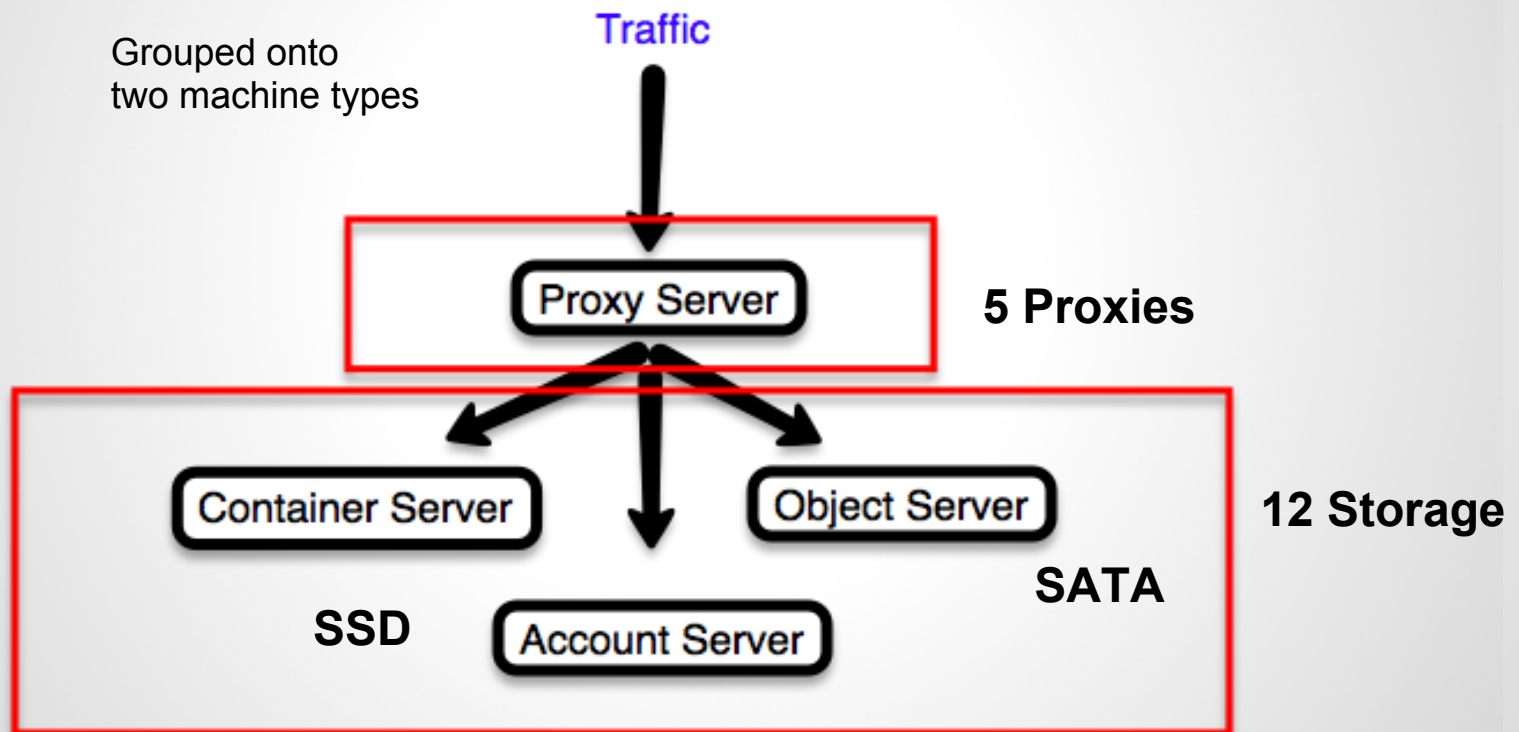 Traffic
Grouped onto
two machine types
Proxy Server
5 Proxies
Container Server
Object Server
12 Storage
SATA
SSD
Account Server